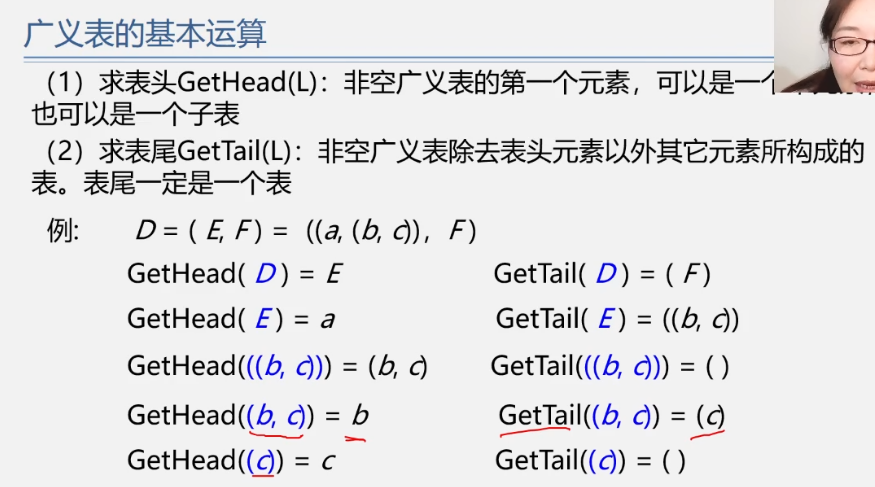 广义表的基本运算
（1）求表头GetHead(L)：非空广义表的第一个元素，可以是一个
也可以是一个子表
（2）求表尾GetTail(L)：非空广义表除去表头元素以外其它元素所构成的
表。表尾一定是一个表
例: D = ( E, F ) = ((a, (b, c))，F )
GetHead( D ) = E GetTail( D ) = ( F )
GetHead( E ) = a GetTail( E ) = ((b, c))
GetHead(((b, c))) = (b, c) GetTail(((b, c))) = ( )
GetHead((b, c)) = b GetTail((b, c)) = (c)
GetHead((c)) = c GetTail((c)) = ( )